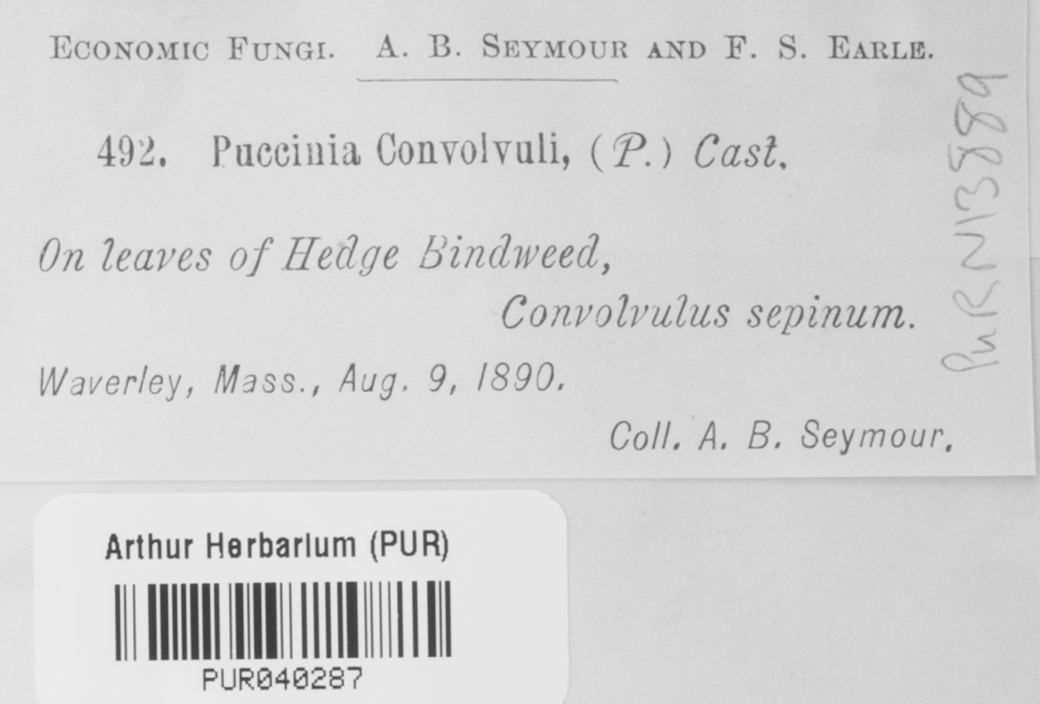 ECONOMIC FUNGI. A. B. SEYMOUR AND F. S. EARLE.
492. Puccinia Convolvuli, (P.) Cast.
On leaves of Hedge Bindweed,
Convolvulus sepinum.
Waverley, Mass., Aug. 9, 1890.
Coll. A. B. Seymour.
PuR N13889
Arthur Herbarium (PUR)
PUR040287